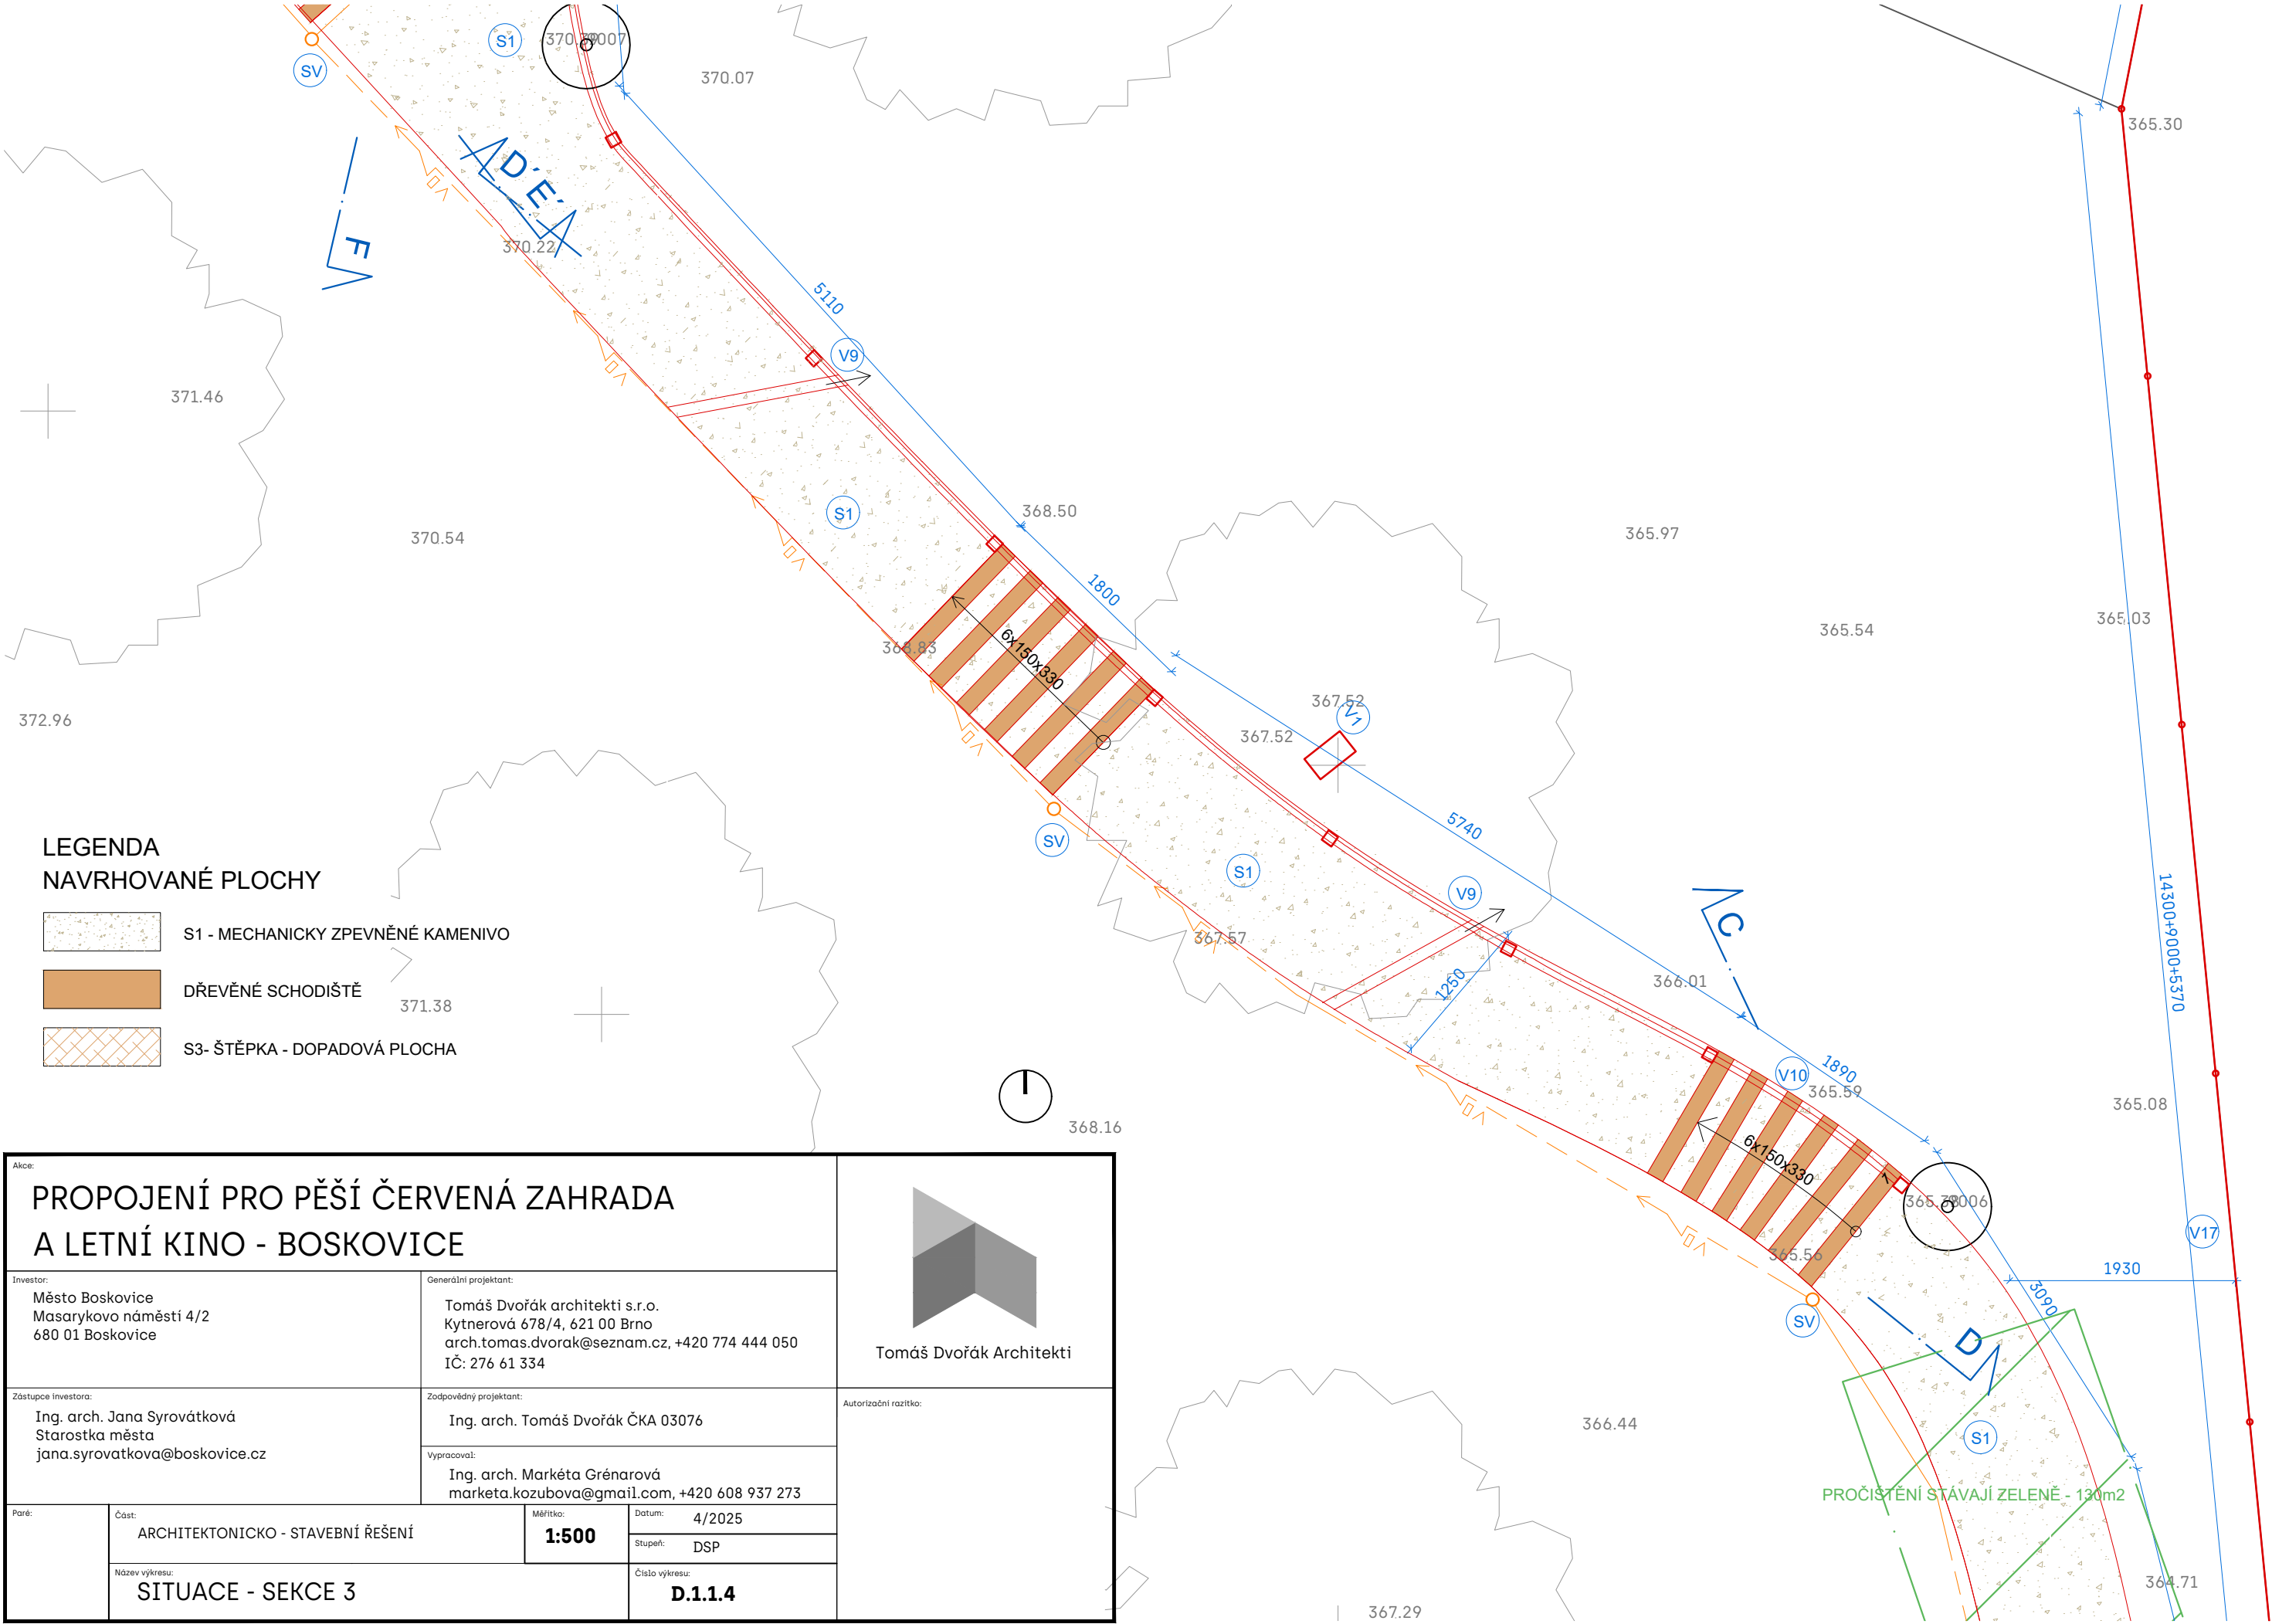 S1
SV
370.07
365.30
D´E´
F
370.22
5110
V9
371.46
S1
368.50
370.54
365.97
1800
6x150x330
368.83
365.54
365.03
372.96
367.52
V1
367.52
5740
SV
S1
V9
C
367.57
1250
366.01
14300+9000+5370
LEGENDA
NAVRHOVANÉ PLOCHY
S1 - MECHANICKY ZPEVNĚNÉ KAMENIVO
DŘEVĚNÉ SCHODIŠTĚ
S3- ŠTĚPKA - DOPADOVÁ PLOCHA
371.38
368.16
V10
1890
365.59
365.08
6x150x330
1
365.56
V17
1930
3090
SV
D
S1
366.44
PROČIŠTĚNÍ STÁVAJÍ ZELENĚ - 130m2
364.71
367.29
Akce:
PROPOJENÍ PRO PĚŠÍ ČERVENÁ ZAHRADA
A LETNÍ KINO - BOSKOVICE
Investor:
Město Boskovice
Masarykovo náměstí 4/2
680 01 Boskovice
Generální projektant:
Tomáš Dvořák architekti s.r.o.
Kytnerová 678/4, 621 00 Brno
arch.tomas.dvorak@seznam.cz, +420 774 444 050
IČ: 276 61 334
Tomáš Dvořák Architekti
Zástupce investora:
Ing. arch. Jana Syrovátková
Starostka města
jana.syrovatkova@boskovice.cz
Zodpovědný projektant:
Ing. arch. Tomáš Dvořák ČKA 03076
Autorizační razítko:
Vypracoval:
Ing. arch. Markéta Grénarová
marketa.kozubova@gmail.com, +420 608 937 273
Paré:
Část:
ARCHITEKTONICKO - STAVEBNÍ ŘEŠENÍ
Měřítko:
1:500
Datum:
4/2025
Stupeň:
DSP
Název výkresu:
SITUACE - SEKCE 3
Číslo výkresu:
D.1.1.4